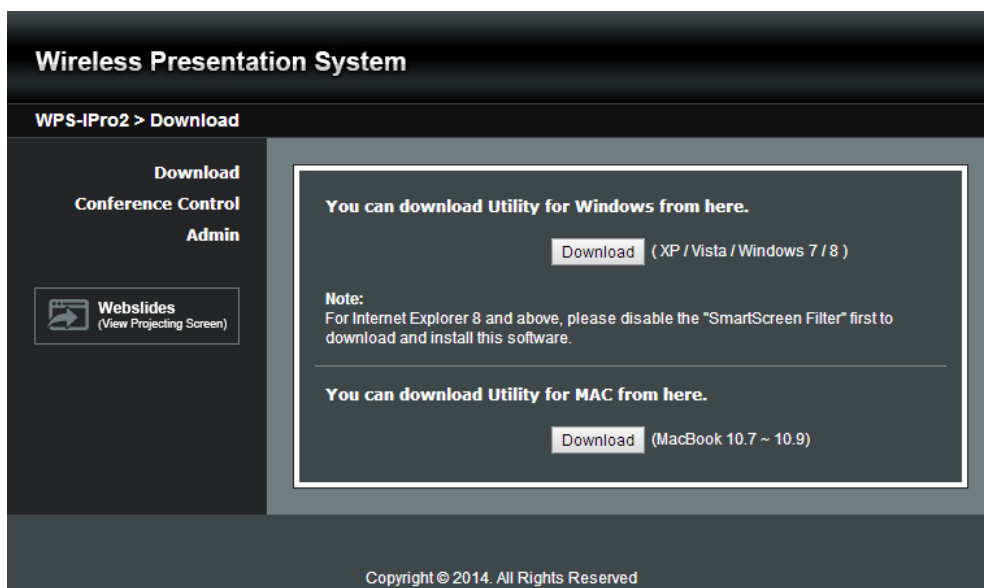 Wireless Presentation System
WPS-IPro2 > Download
Download
Conference Control
Admin
Webslides
(View Projecting Screen)
You can download Utility for Windows from here.
Download ( XP / Vista / Windows 7 / 8 )
Note:
For Internet Explorer 8 and above, please disable the "SmartScreen Filter" first to
download and install this software.
You can download Utility for MAC from here.
Download (MacBook 10.7 ~ 10.9)
Copyright © 2014. All Rights Reserved